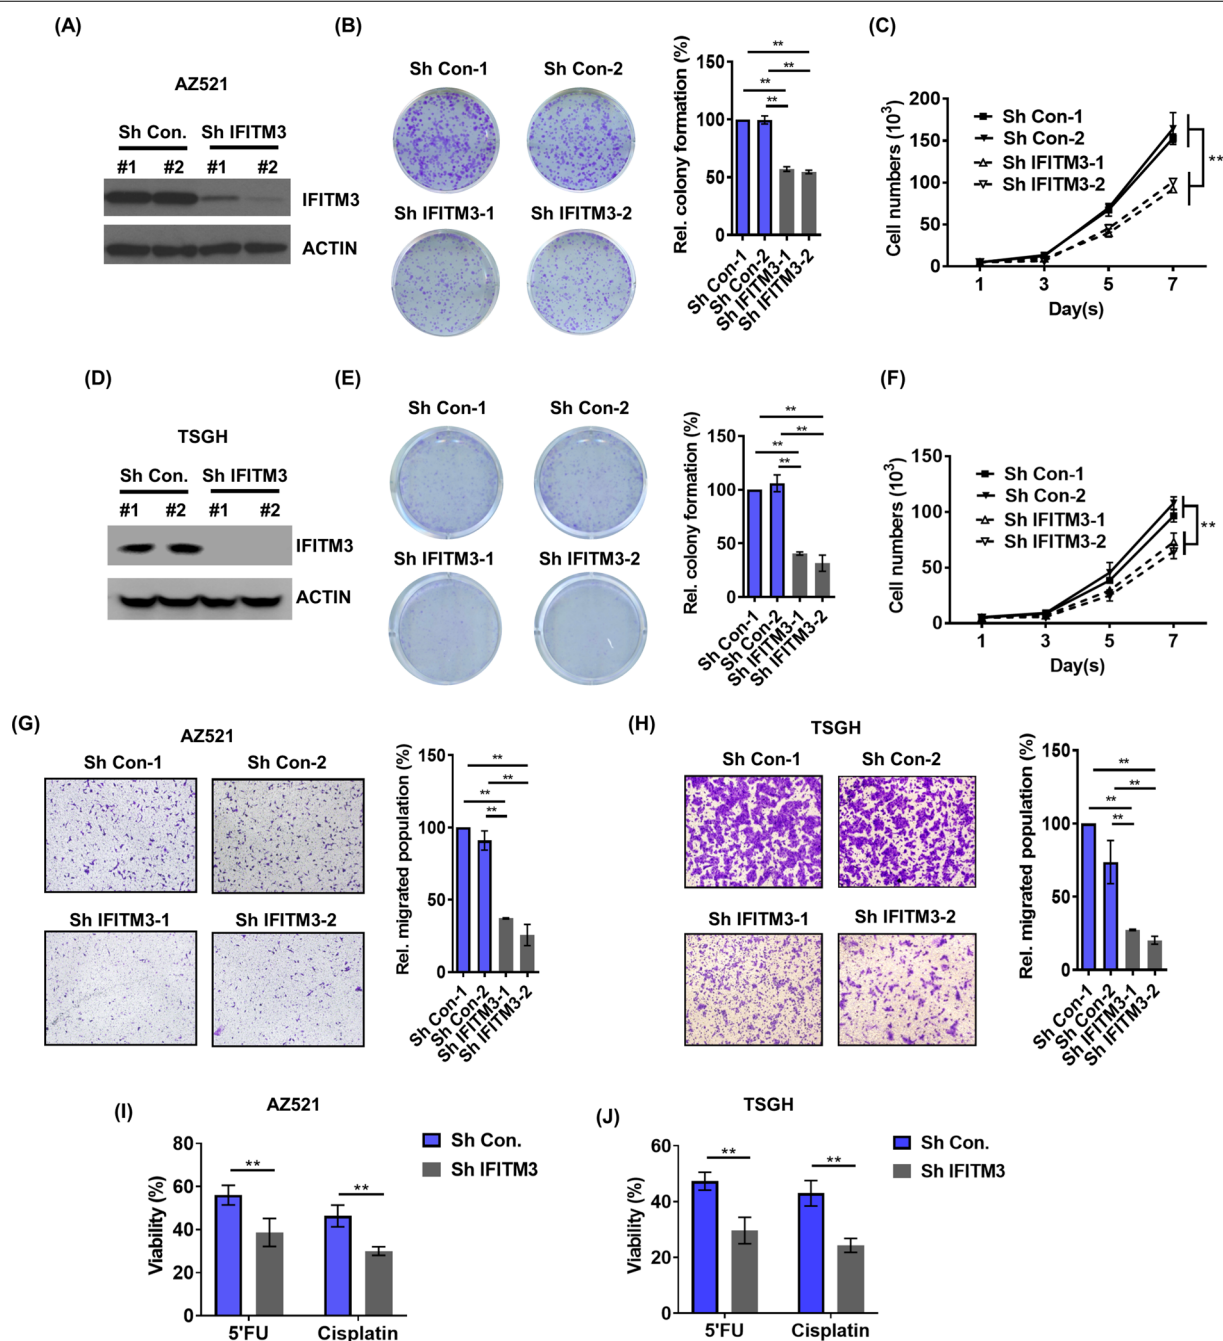 (A)
AZ521
Sh Con. Sh IFITM3
#1 #2 #1 #2
IFITM3
ACTIN
(B)
Sh Con-1 Sh Con-2
Sh IFITM3-1 Sh IFITM3-2
Rel. colony formation (%)
150
100
50
0
** ** ** **
Sh Con-1
Sh Con-2
Sh IFITM3-1
Sh IFITM3-2
(C)
Cell numbers (10³)
200
150
100
50
0
Sh Con-1
Sh Con-2
Sh IFITM3-1
Sh IFITM3-2
**
1 3 5 7
Day(s)
(D)
TSGH
Sh Con. Sh IFITM3
#1 #2 #1 #2
IFITM3
ACTIN
(E)
Sh Con-1 Sh Con-2
Sh IFITM3-1 Sh IFITM3-2
Rel. colony formation (%)
150
100
50
0
** ** ** **
Sh Con-1
Sh Con-2
Sh IFITM3-1
Sh IFITM3-2
(F)
Cell numbers (10³)
150
100
50
0
Sh Con-1
Sh Con-2
Sh IFITM3-1
Sh IFITM3-2
**
1 3 5 7
Day(s)
(G)
AZ521
Sh Con-1 Sh Con-2
Sh IFITM3-1 Sh IFITM3-2
Rel. migrated population (%)
150
100
50
0
** ** ** **
Sh Con-1
Sh Con-2
Sh IFITM3-1
Sh IFITM3-2
(H)
TSGH
Sh Con-1 Sh Con-2
Sh IFITM3-1 Sh IFITM3-2
Rel. migrated population (%)
150
100
50
0
** ** ** **
Sh Con-1
Sh Con-2
Sh IFITM3-1
Sh IFITM3-2
(I)
AZ521
Viability (%)
80
60
40
20
0
** **
5'FU Cisplatin
Sh Con.
Sh IFITM3
(J)
TSGH
Viability (%)
60
40
20
0
** **
5'FU Cisplatin
Sh Con.
Sh IFITM3